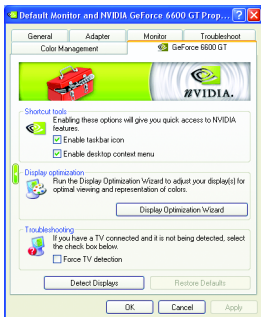 Default Monitor and NVIDIA GeForce 6600 GT Prop...
General Adapter Monitor Troubleshoot
Color Management GeForce 6600 GT
NVIDIA.
Shortcut tools
Enabling these options will give you quick access to NVIDIA
features.
Enable taskbar icon
Enable desktop context menu
Display optimization
Run the Display Optimization Wizard to adjust your display(s) for
optimal viewing and representation of colors.
Display Optimization Wizard
Troubleshooting
If you have a TV connected and it is not being detected, select
the check box below.
Force TV detection
Detect Displays Restore Defaults
OK Cancel Apply